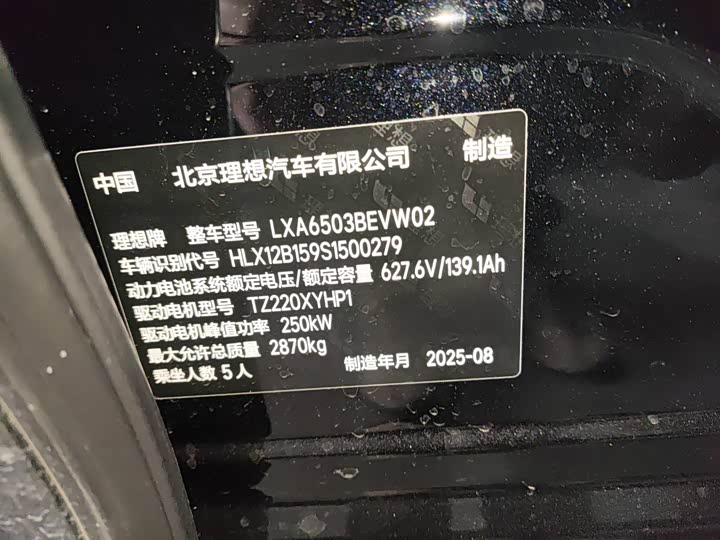 中国 北京理想汽车有限公司 制造
理想牌 整车型号 LXA6503BEVW02
车辆识别代号 HLX12B159S1500279
动力电池系统额定电压/额定容量 627.6V/139.1Ah
驱动电机型号 TZ220XYHP1
驱动电机峰值功率 250kW
最大允许总质量 2870kg
乘坐人数 5人 制造年月 2025-08